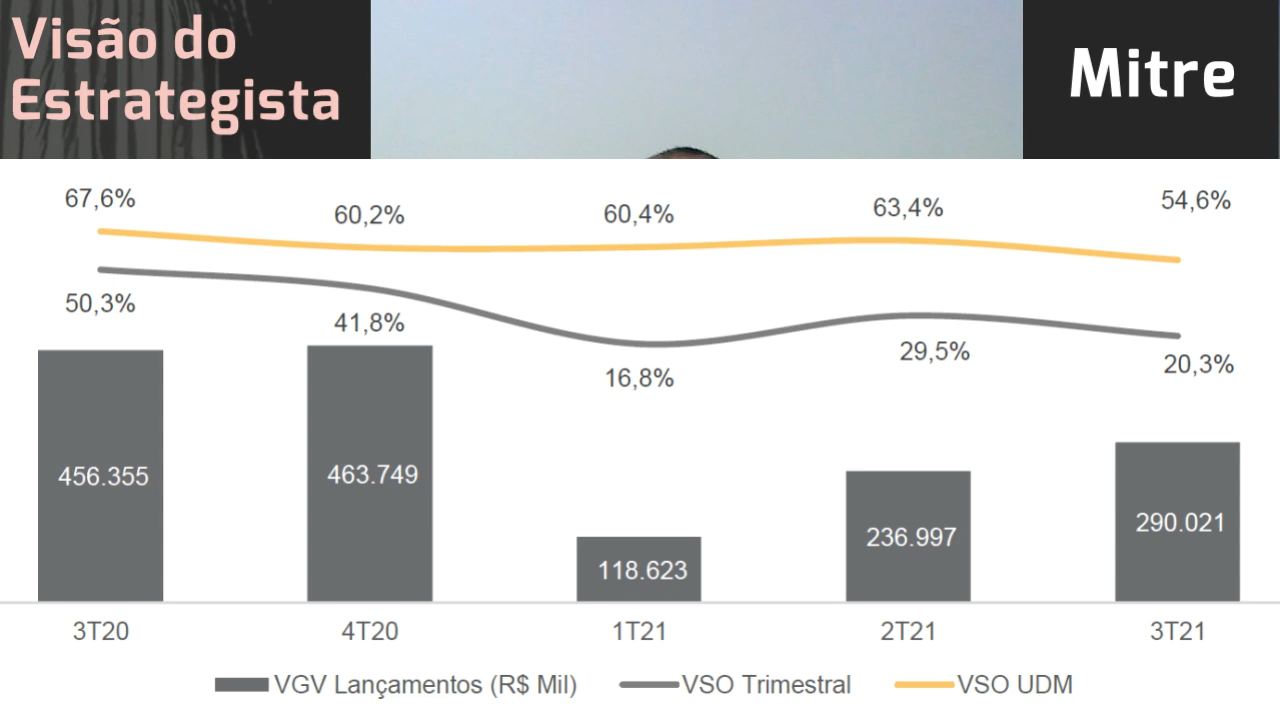 Visão do
Estrategista
Mitre
67,6%
60,2%
60,4%
63,4%
54,6%
50,3%
41,8%
16,8%
29,5%
20,3%
456.355
463.749
118.623
236.997
290.021
3T20
4T20
1T21
2T21
3T21
VGV Lançamentos (R$ Mil)
VSO Trimestral
VSO UDM